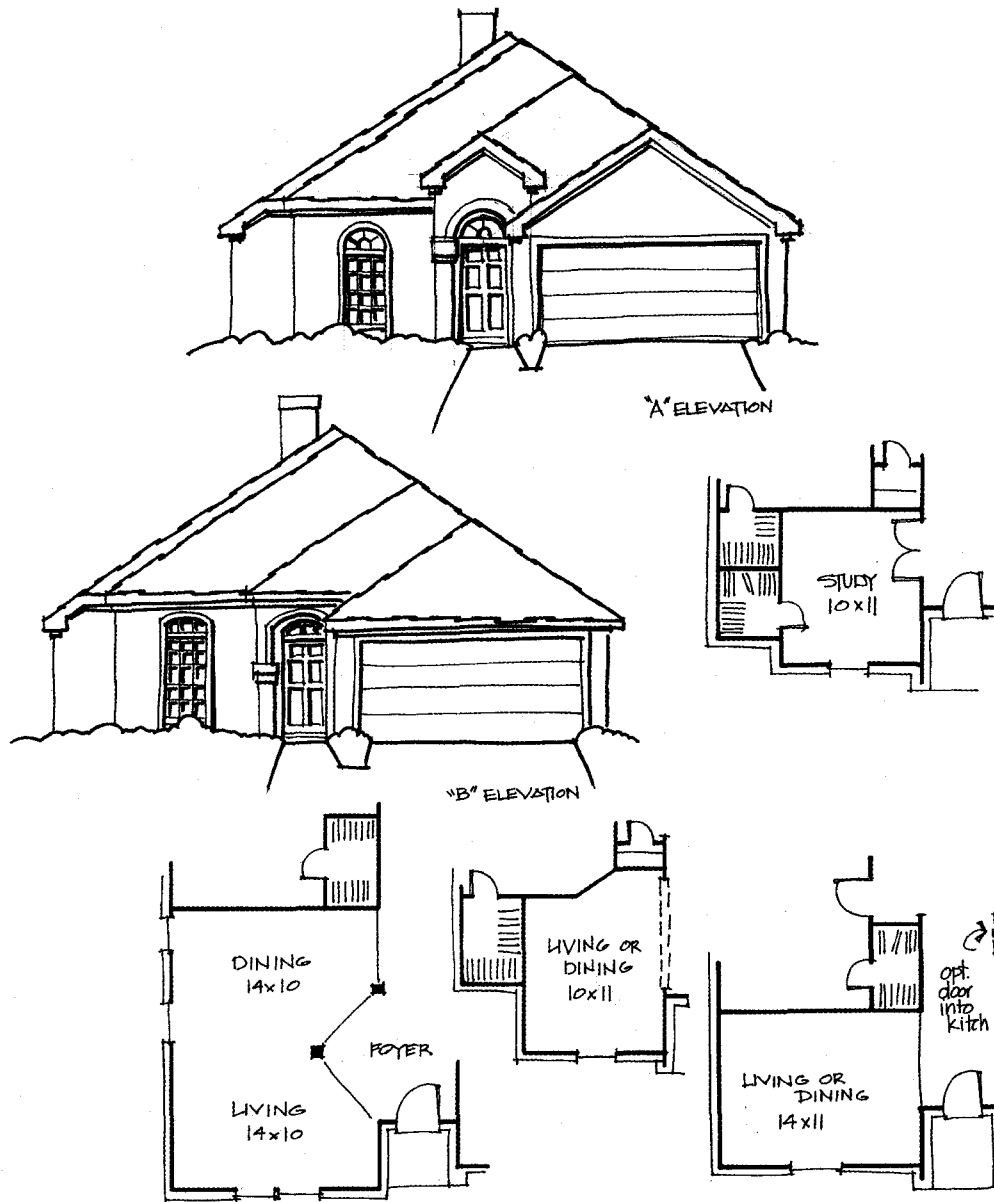 "A" ELEVATION
STUDY
10x11
"B" ELEVATION
DINING
14x10
FOYER
LIVING
14x10
LIVING OR
DINING
10x11
opt.
door
into
kitch
LIVING OR
DINING
14x11